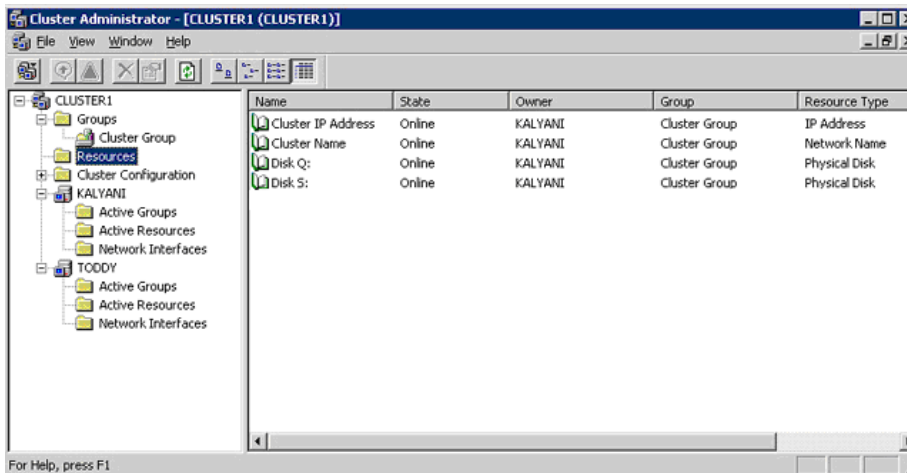 Cluster Administrator - [CLUSTER1 (CLUSTER1)]
File View Window Help
CLUSTER1
Groups
Cluster Group
Resources
Cluster Configuration
KALYANI
Active Groups
Active Resources
Network Interfaces
TODDY
Active Groups
Active Resources
Network Interfaces
Name State Owner Group Resource Type
Cluster IP Address Online KALYANI Cluster Group IP Address
Cluster Name Online KALYANI Cluster Group Network Name
Disk Q: Online KALYANI Cluster Group Physical Disk
Disk S: Online KALYANI Cluster Group Physical Disk
For Help, press F1